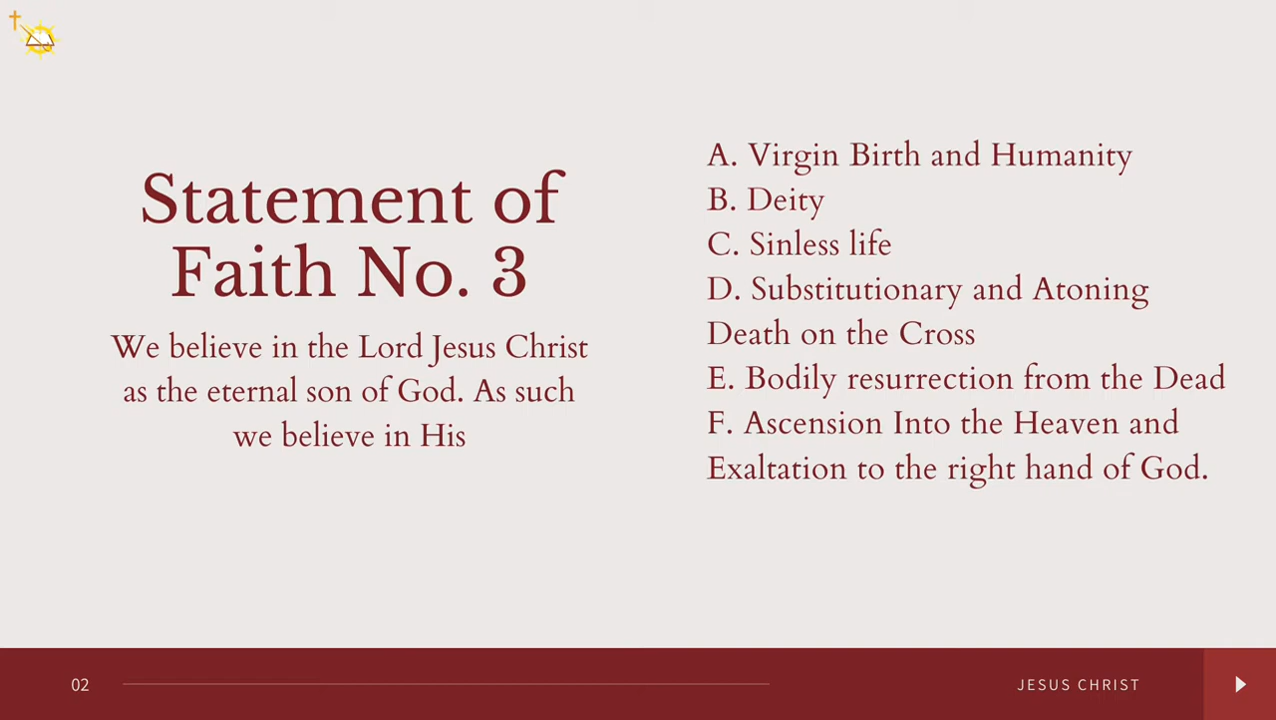 Statement of
Faith No. 3
We believe in the Lord Jesus Christ
as the eternal son of God. As such
we believe in His
A. Virgin Birth and Humanity
B. Deity
C. Sinless life
D. Substitutionary and Atoning
Death on the Cross
E. Bodily resurrection from the Dead
F. Ascension Into the Heaven and
Exaltation to the right hand of God.
02
JESUS CHRIST